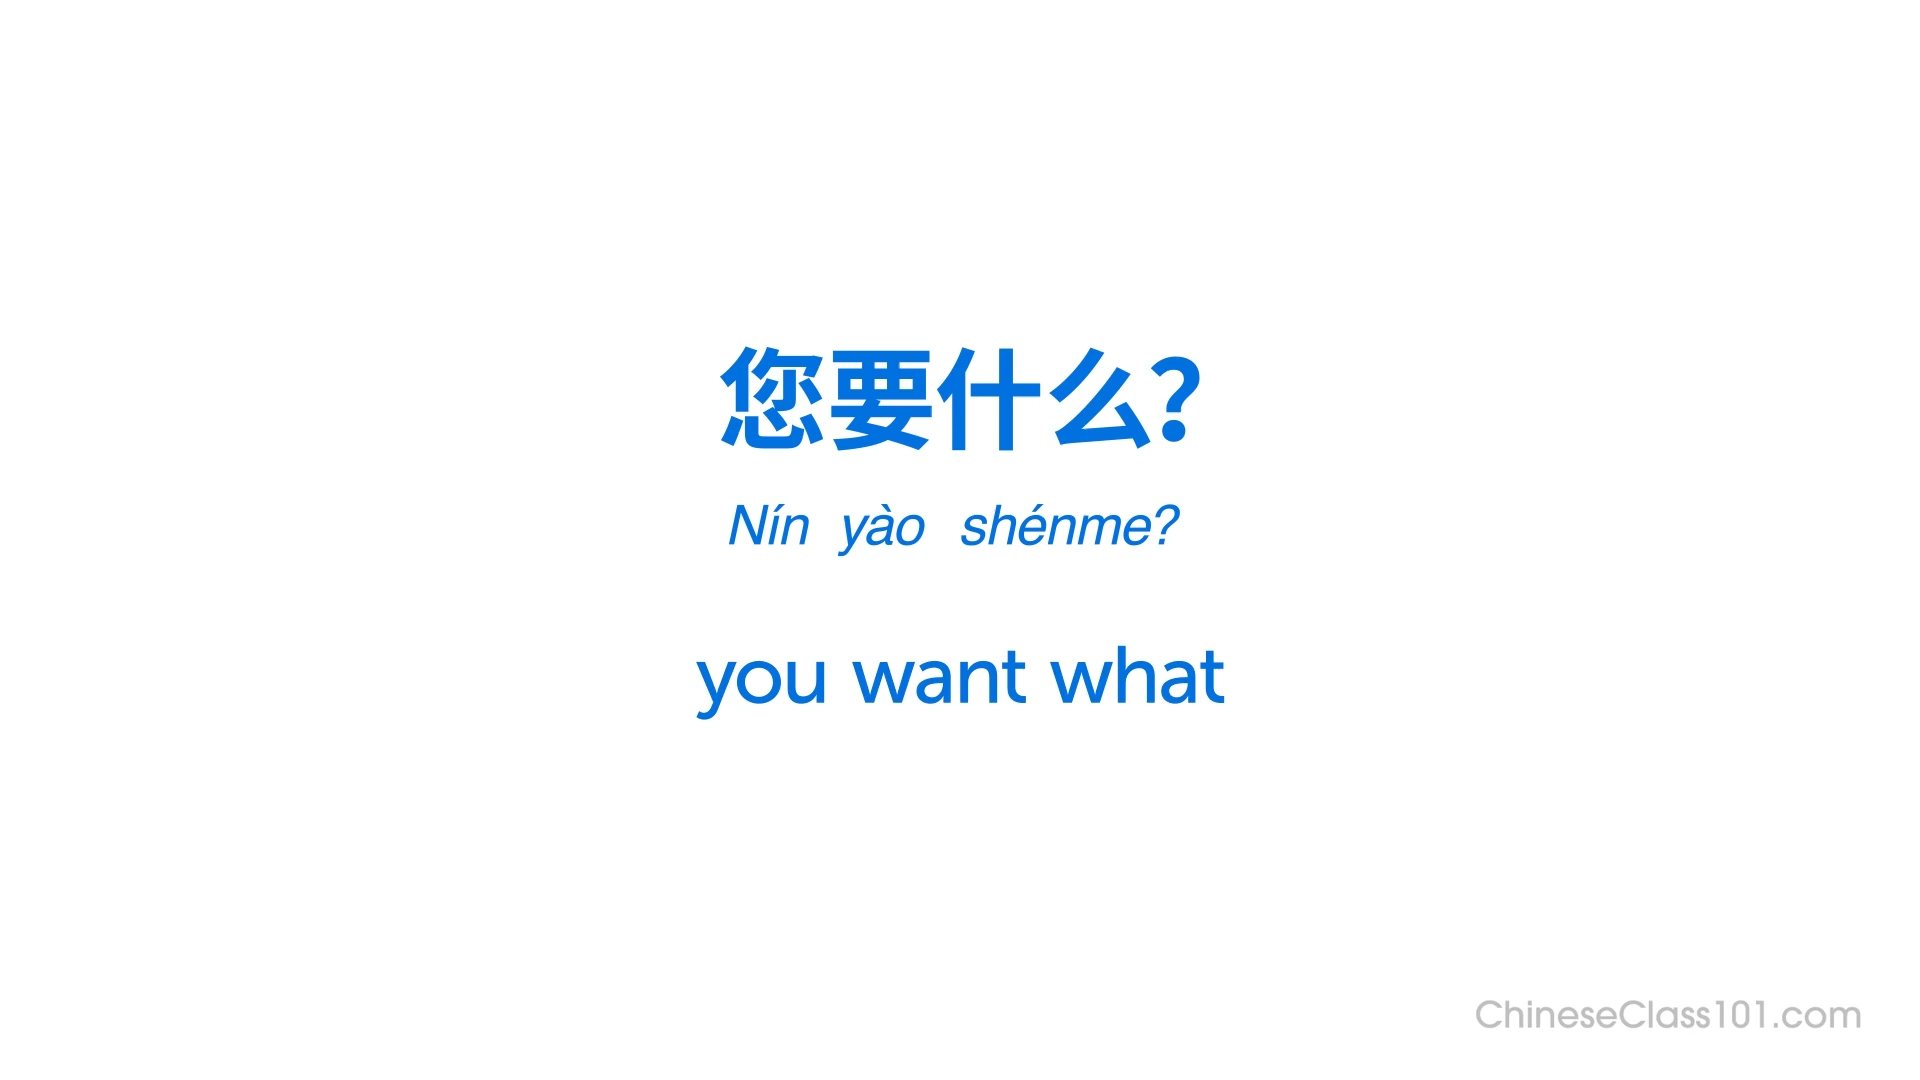 您要什么？
Nín yào shénme?
you want what
ChineseClass101.com